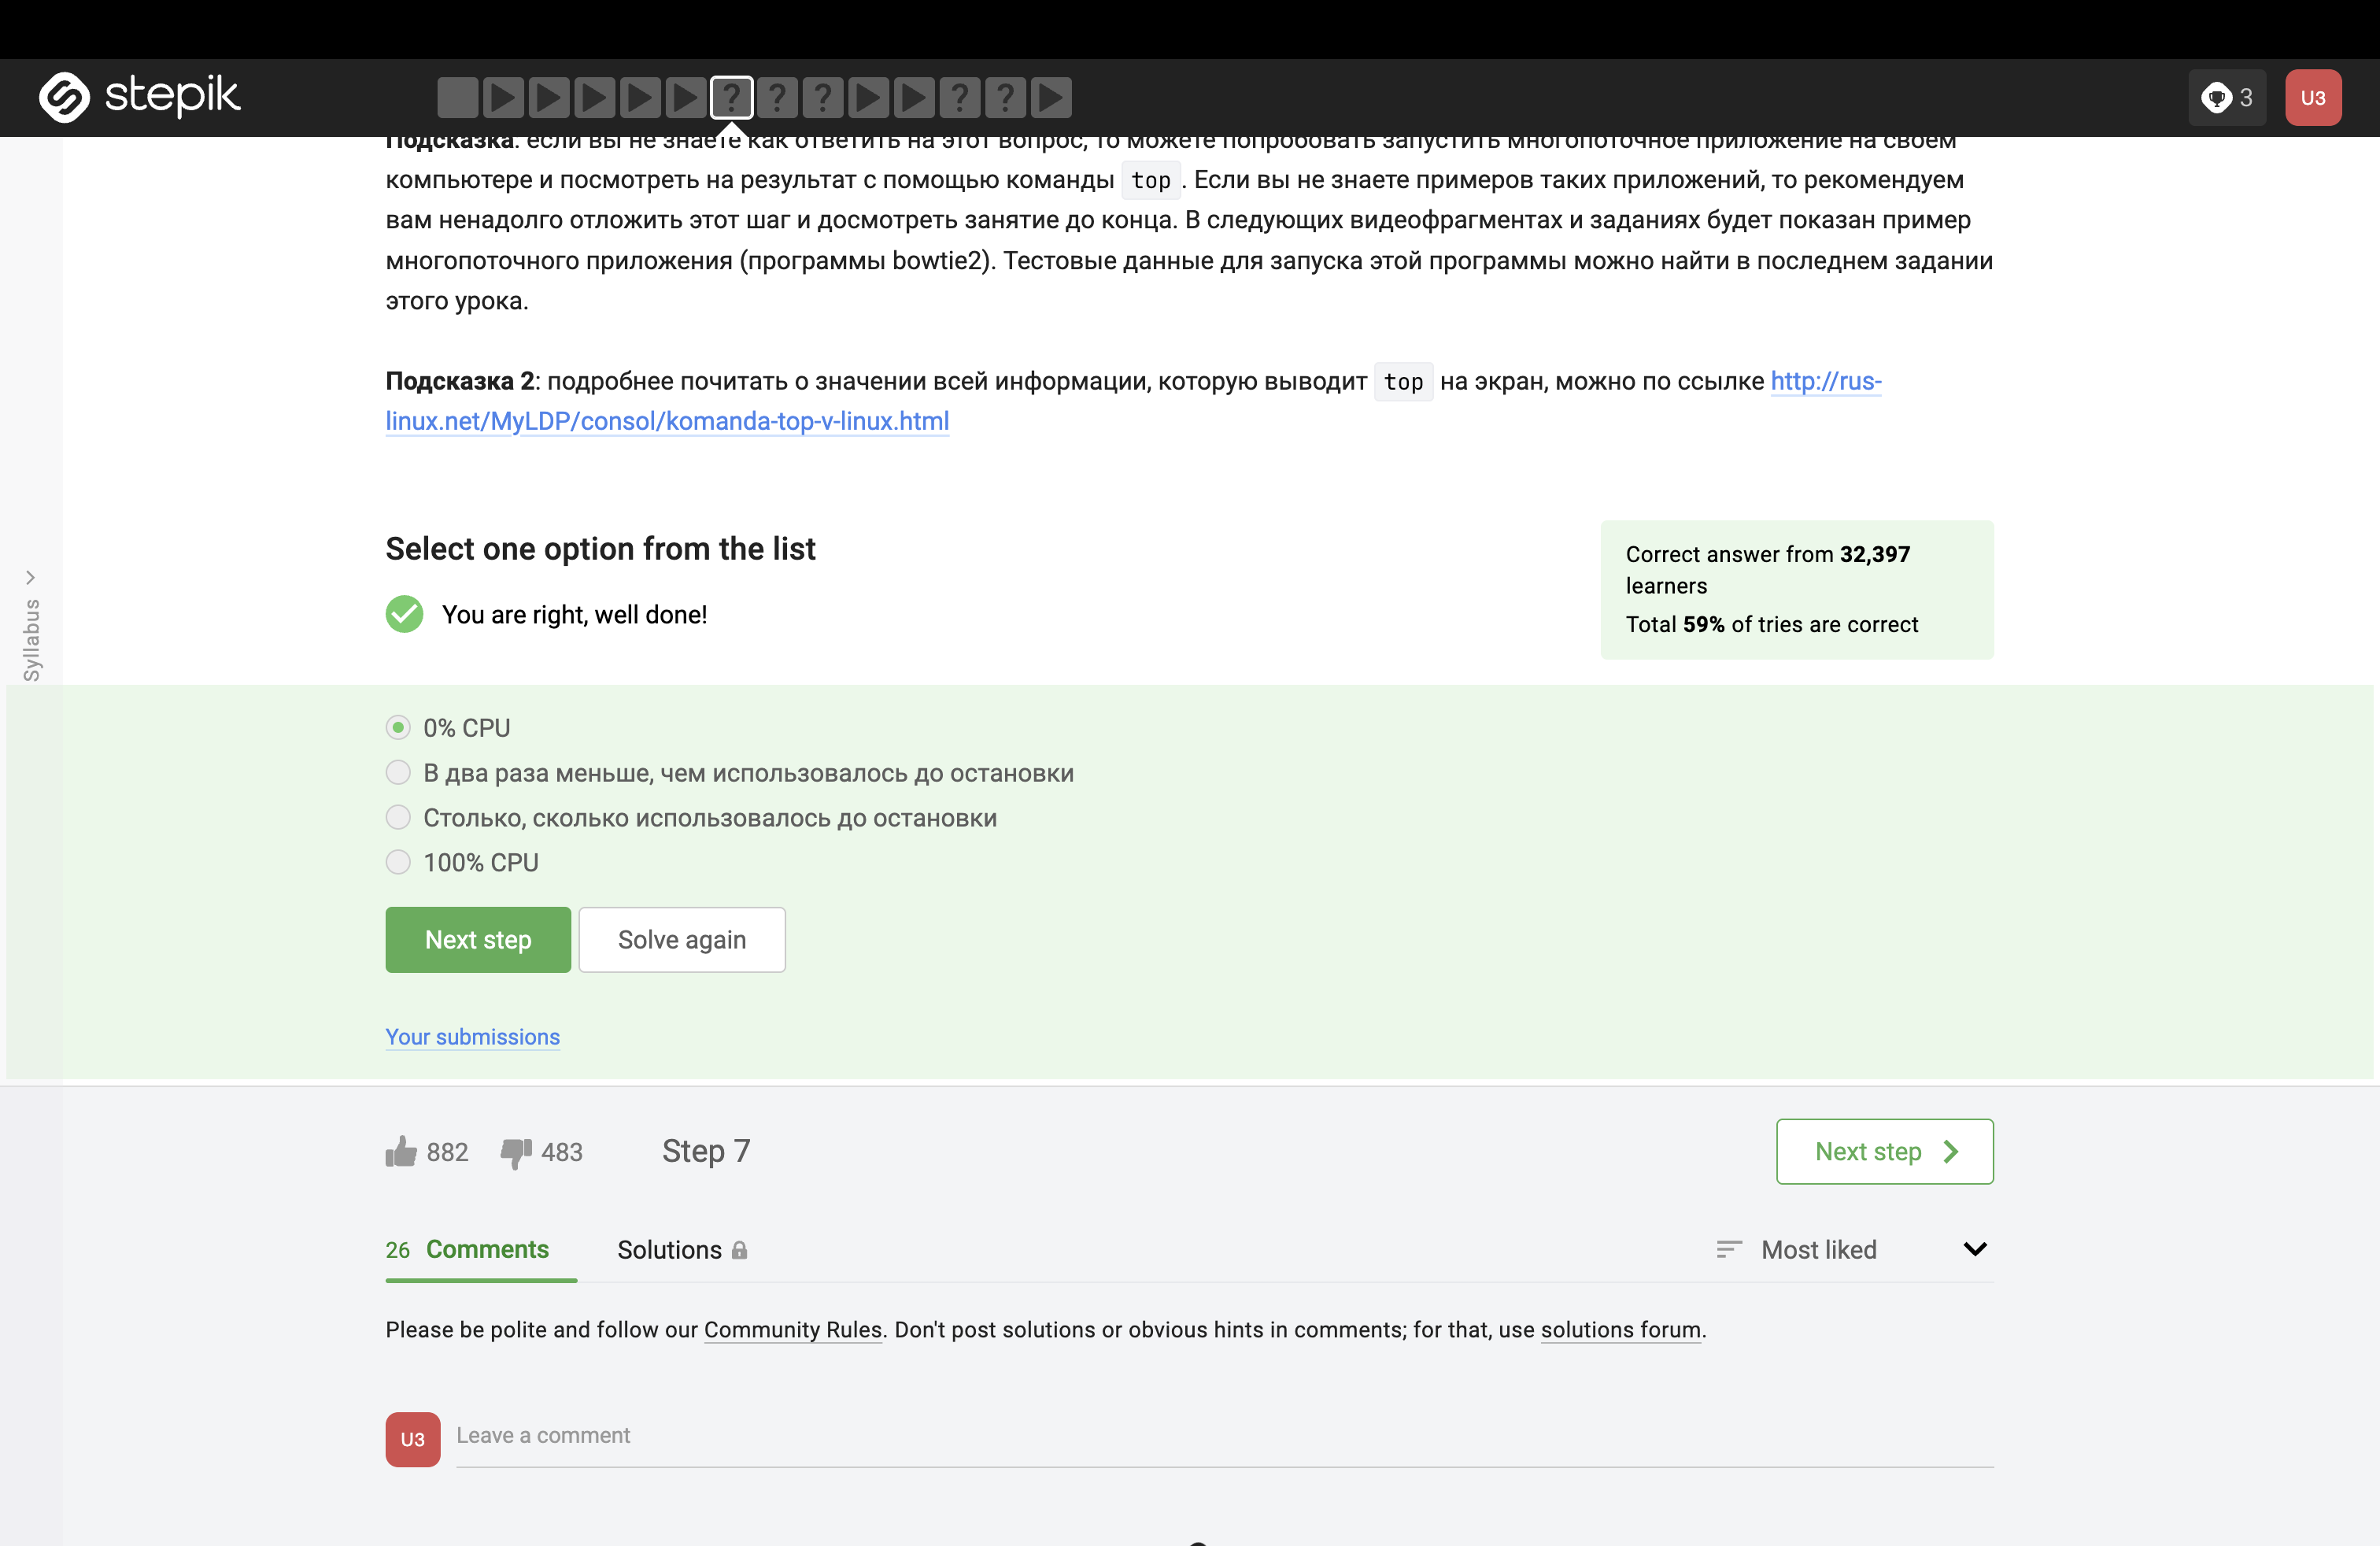 stepik
3
U3
Подсказка: если вы не знаете как ответить на этот вопрос, то можете попробовать запустить многопоточное приложение на своем
компьютере и посмотреть на результат с помощью команды top . Если вы не знаете примеров таких приложений, то рекомендуем
вам ненадолго отложить этот шаг и досмотреть занятие до конца. В следующих видеофрагментах и заданиях будет показан пример
многопоточного приложения (программы bowtie2). Тестовые данные для запуска этой программы можно найти в последнем задании
этого урока.
Подсказка 2: подробнее почитать о значении всей информации, которую выводит top на экран, можно по ссылке http://rus-
linux.net/MyLDP/consol/komanda-top-v-linux.html
Syllabus
Select one option from the list
You are right, well done!
Correct answer from 32,397
learners
Total 59% of tries are correct
0% CPU
В два раза меньше, чем использовалось до остановки
Столько, сколько использовалось до остановки
100% CPU
Next step
Solve again
Your submissions
882
483
Step 7
Next step
26 Comments
Solutions
Most liked
Please be polite and follow our Community Rules. Don't post solutions or obvious hints in comments; for that, use solutions forum.
U3
Leave a comment